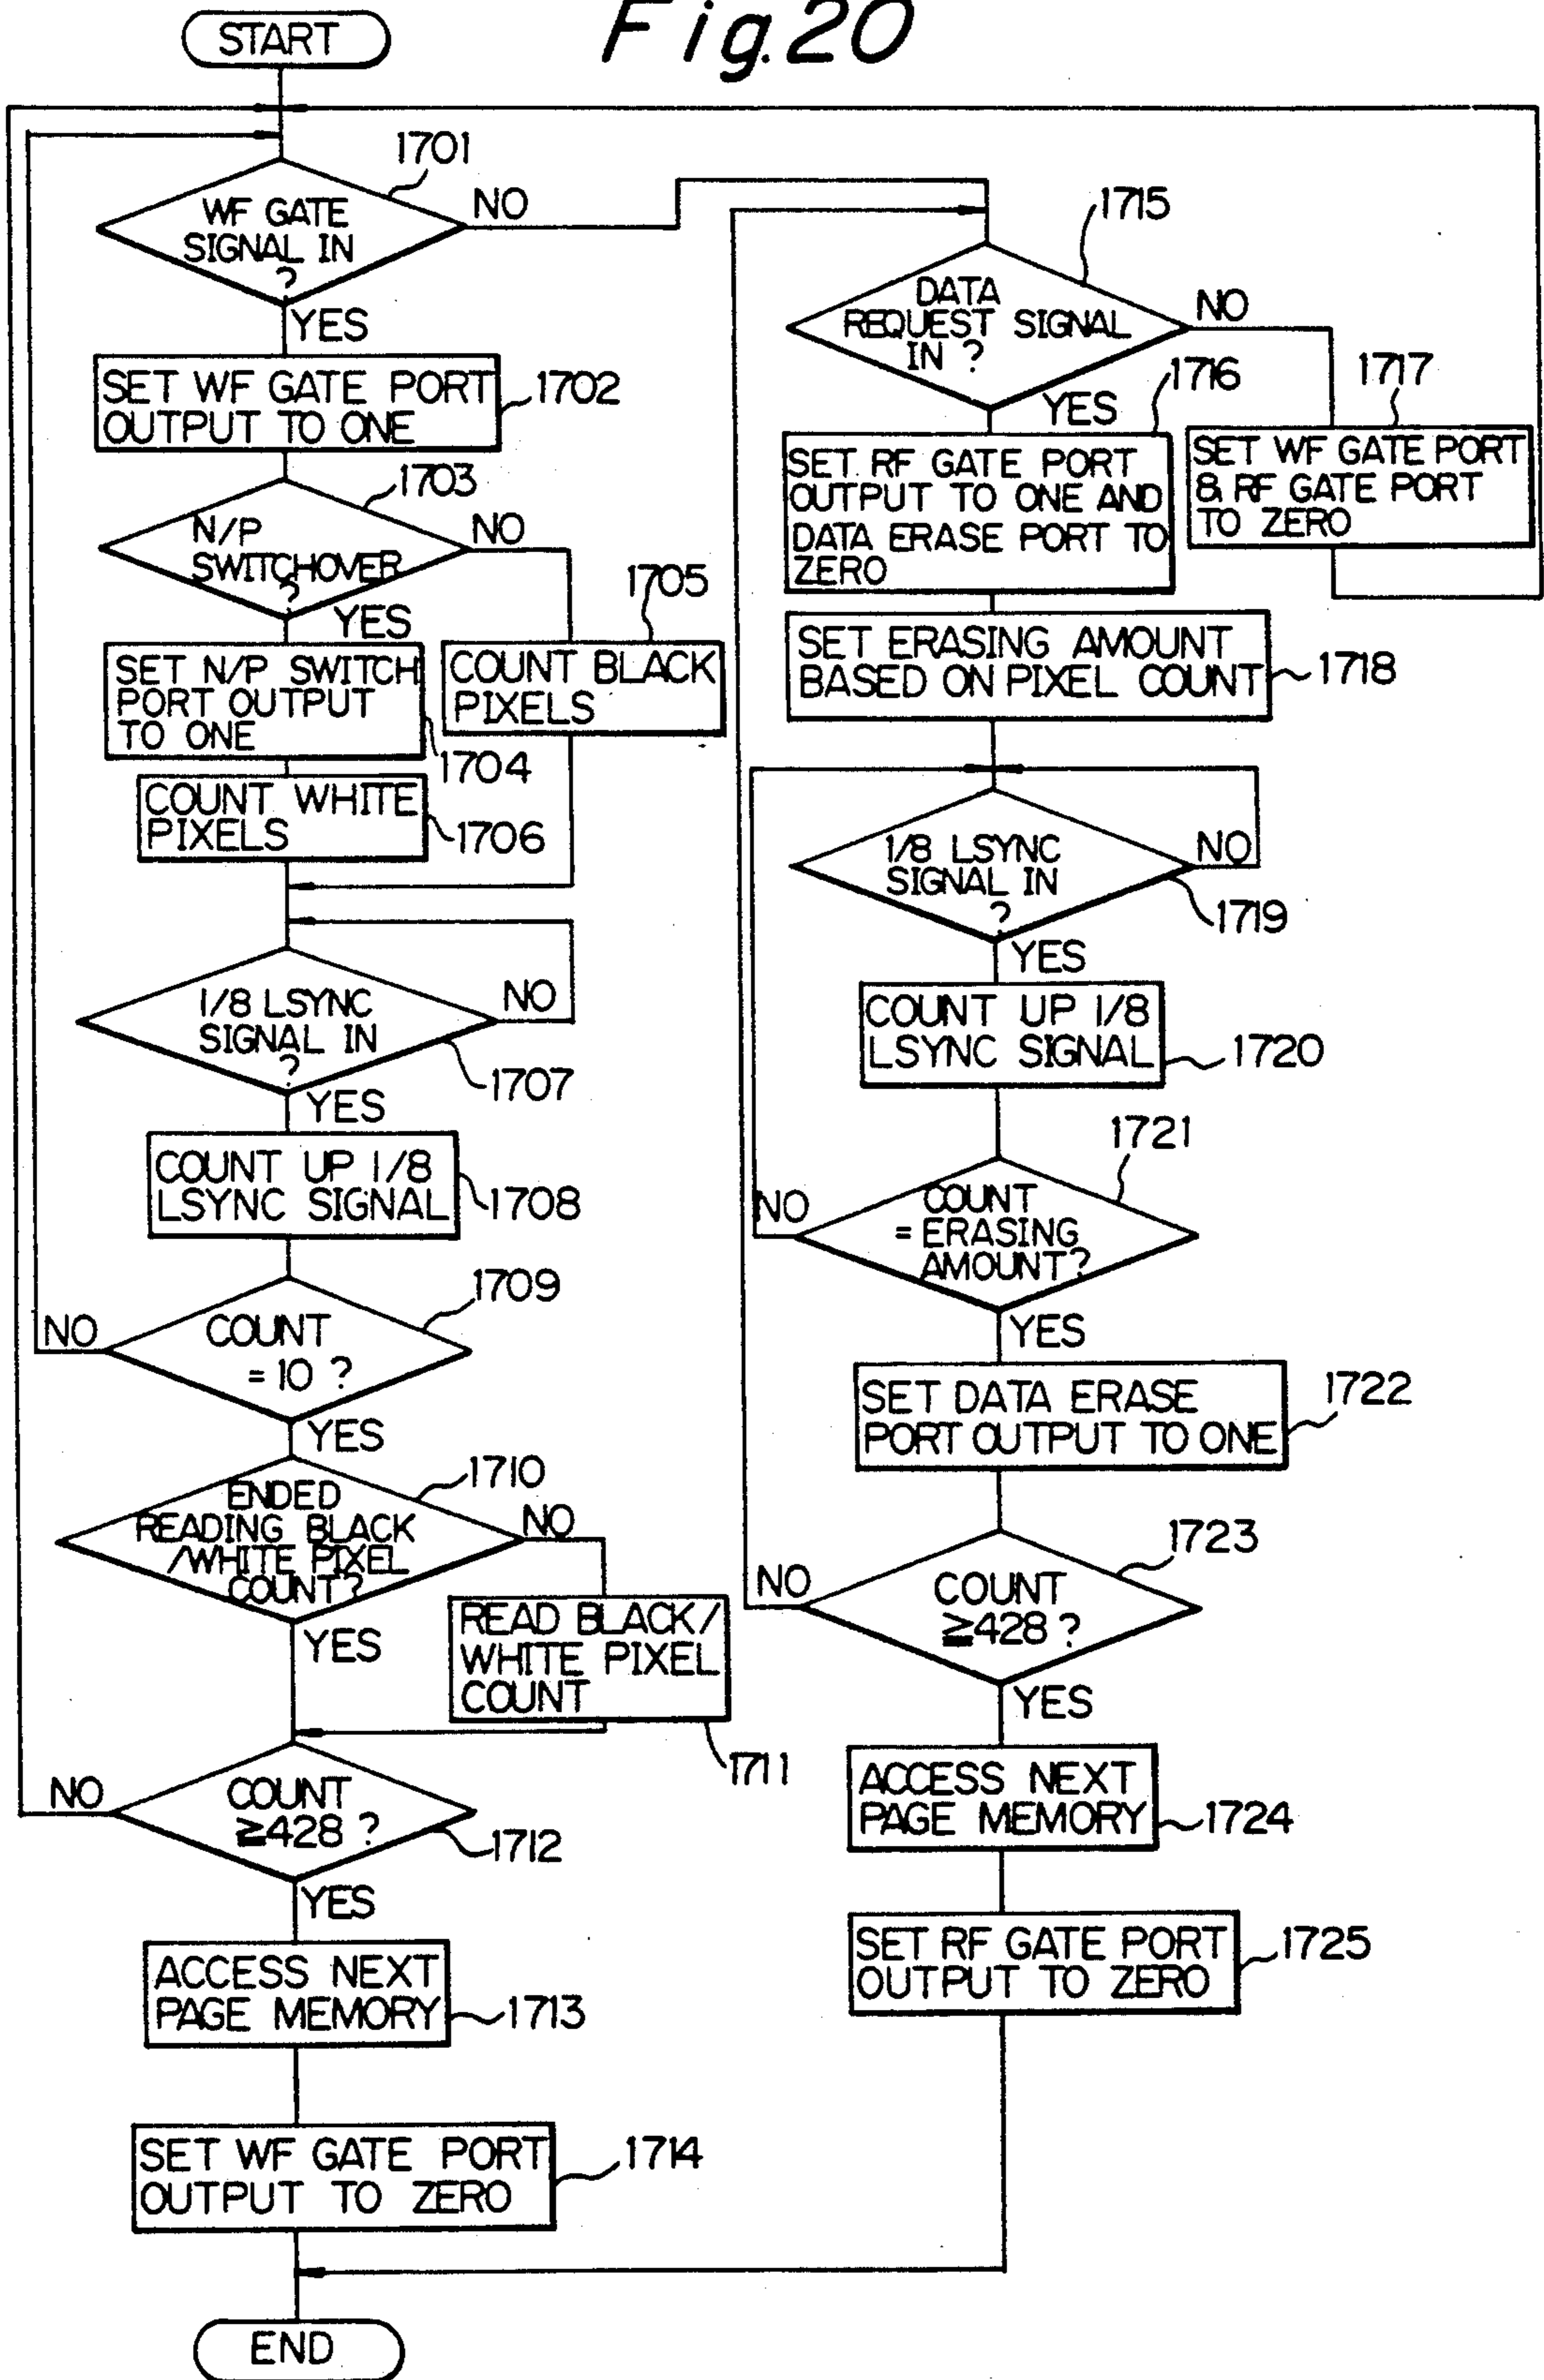 Fig. 20
START
1701
WF GATE
SIGNAL IN
?
NO
YES
SET WF GATE PORT
OUTPUT TO ONE
1702
1703
N/P
SWITCHOVER
?
NO
YES
1705
COUNT BLACK
PIXELS
SET N/P SWITCH
PORT OUTPUT
TO ONE
1704
COUNT WHITE
PIXELS
1706
1/8 LSYNC
SIGNAL IN
?
NO
1707
YES
COUNT UP 1/8
LSYNC SIGNAL
1708
1709
COUNT
= 10 ?
NO
YES
1710
ENDED
READING BLACK
/WHITE PIXEL
COUNT?
NO
YES
READ BLACK/
WHITE PIXEL
COUNT
1711
COUNT
≧428 ?
NO
1712
YES
ACCESS NEXT
PAGE MEMORY
1713
SET WF GATE PORT
OUTPUT TO ZERO
1714
END
1715
DATA
REQUEST SIGNAL
IN ?
NO
YES
1716
SET RF GATE PORT
OUTPUT TO ONE AND
DATA ERASE PORT TO
ZERO
1717
SET WF GATE PORT
& RF GATE PORT
TO ZERO
SET ERASING AMOUNT
BASED ON PIXEL COUNT
1718
1/8 LSYNC
SIGNAL IN
?
NO
1719
YES
COUNT UP 1/8
LSYNC SIGNAL
1720
1721
COUNT
= ERASING
AMOUNT?
NO
YES
SET DATA ERASE
PORT OUTPUT TO ONE
1722
1723
COUNT
≧428 ?
NO
YES
ACCESS NEXT
PAGE MEMORY
1724
SET RF GATE PORT
OUTPUT TO ZERO
1725